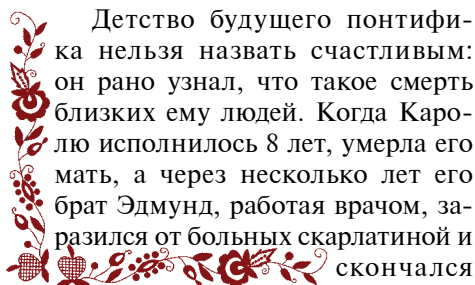 Детство будущего понтифи-
ка нельзя назвать счастливым:
он рано узнал, что такое смерть
близких ему людей. Когда Каро-
лю исполнилось 8 лет, умерла его
мать, а через несколько лет его
брат Эдмунд, работая врачом, за-
разился от больных скарлатиной и
скончался